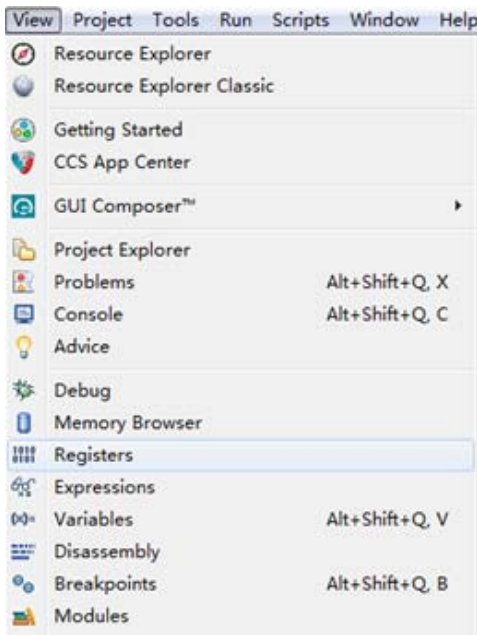 View Project Tools Run Scripts Window Help
Resource Explorer
Resource Explorer Classic
Getting Started
CCS App Center
GUI Composer™
Project Explorer
Problems Alt+Shift+Q, X
Console Alt+Shift+Q, C
Advice
Debug
Memory Browser
Registers
Expressions
Variables Alt+Shift+Q, V
Disassembly
Breakpoints Alt+Shift+Q, B
Modules